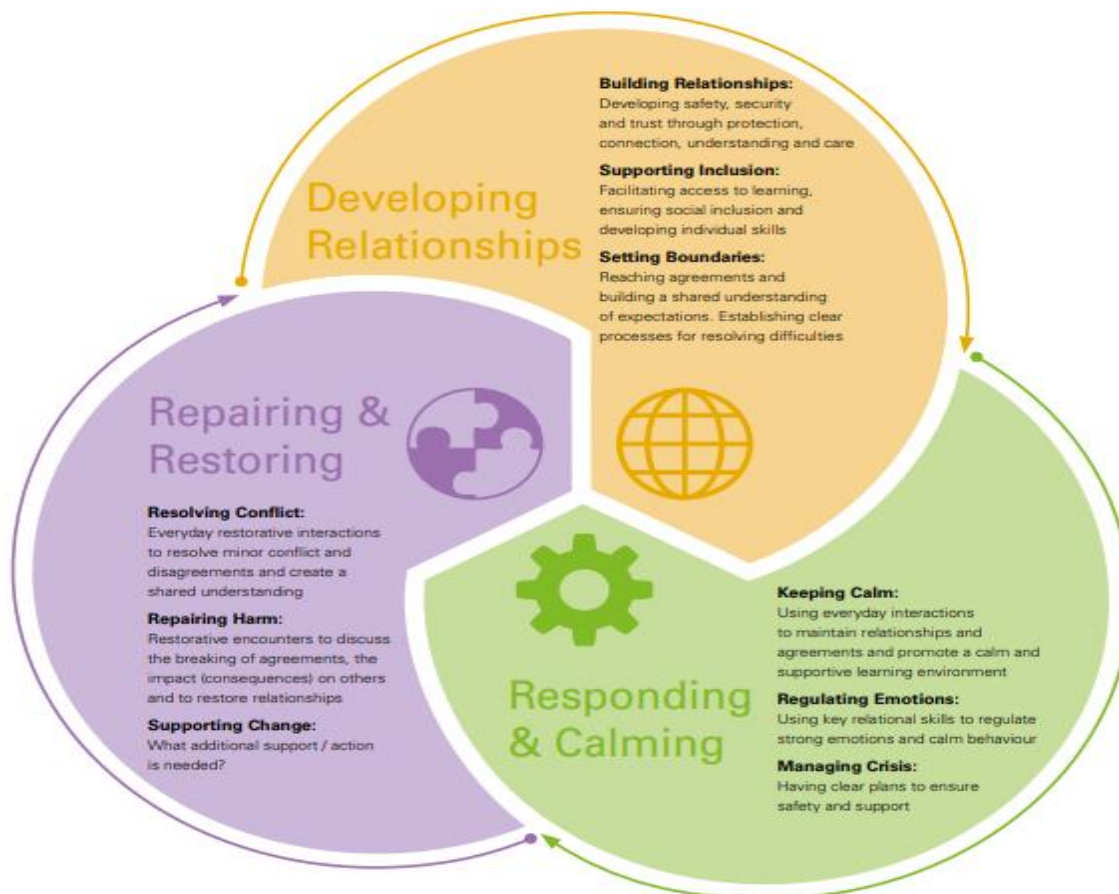 Developing
Relationships
Building Relationships:
Developing safety, security
and trust through protection,
connection, understanding and care
Supporting Inclusion:
Facilitating access to learning,
ensuring social inclusion and
developing individual skills
Setting Boundaries:
Reaching agreements and
building a shared understanding
of expectations. Establishing clear
processes for resolving difficulties
Repairing &
Restoring
Resolving Conflict:
Everyday restorative interactions
to resolve minor conflict and
disagreements and create a
shared understanding
Repairing Harm:
Restorative encounters to discuss
the breaking of agreements, the
impact (consequences) on others
and to restore relationships
Supporting Change:
What additional support / action
is needed?
Responding
& Calming
Keeping Calm:
Using everyday interactions
to maintain relationships and
agreements and promote a calm and
supportive learning environment
Regulating Emotions:
Using key relational skills to regulate
strong emotions and calm behaviour
Managing Crisis:
Having clear plans to ensure
safety and support